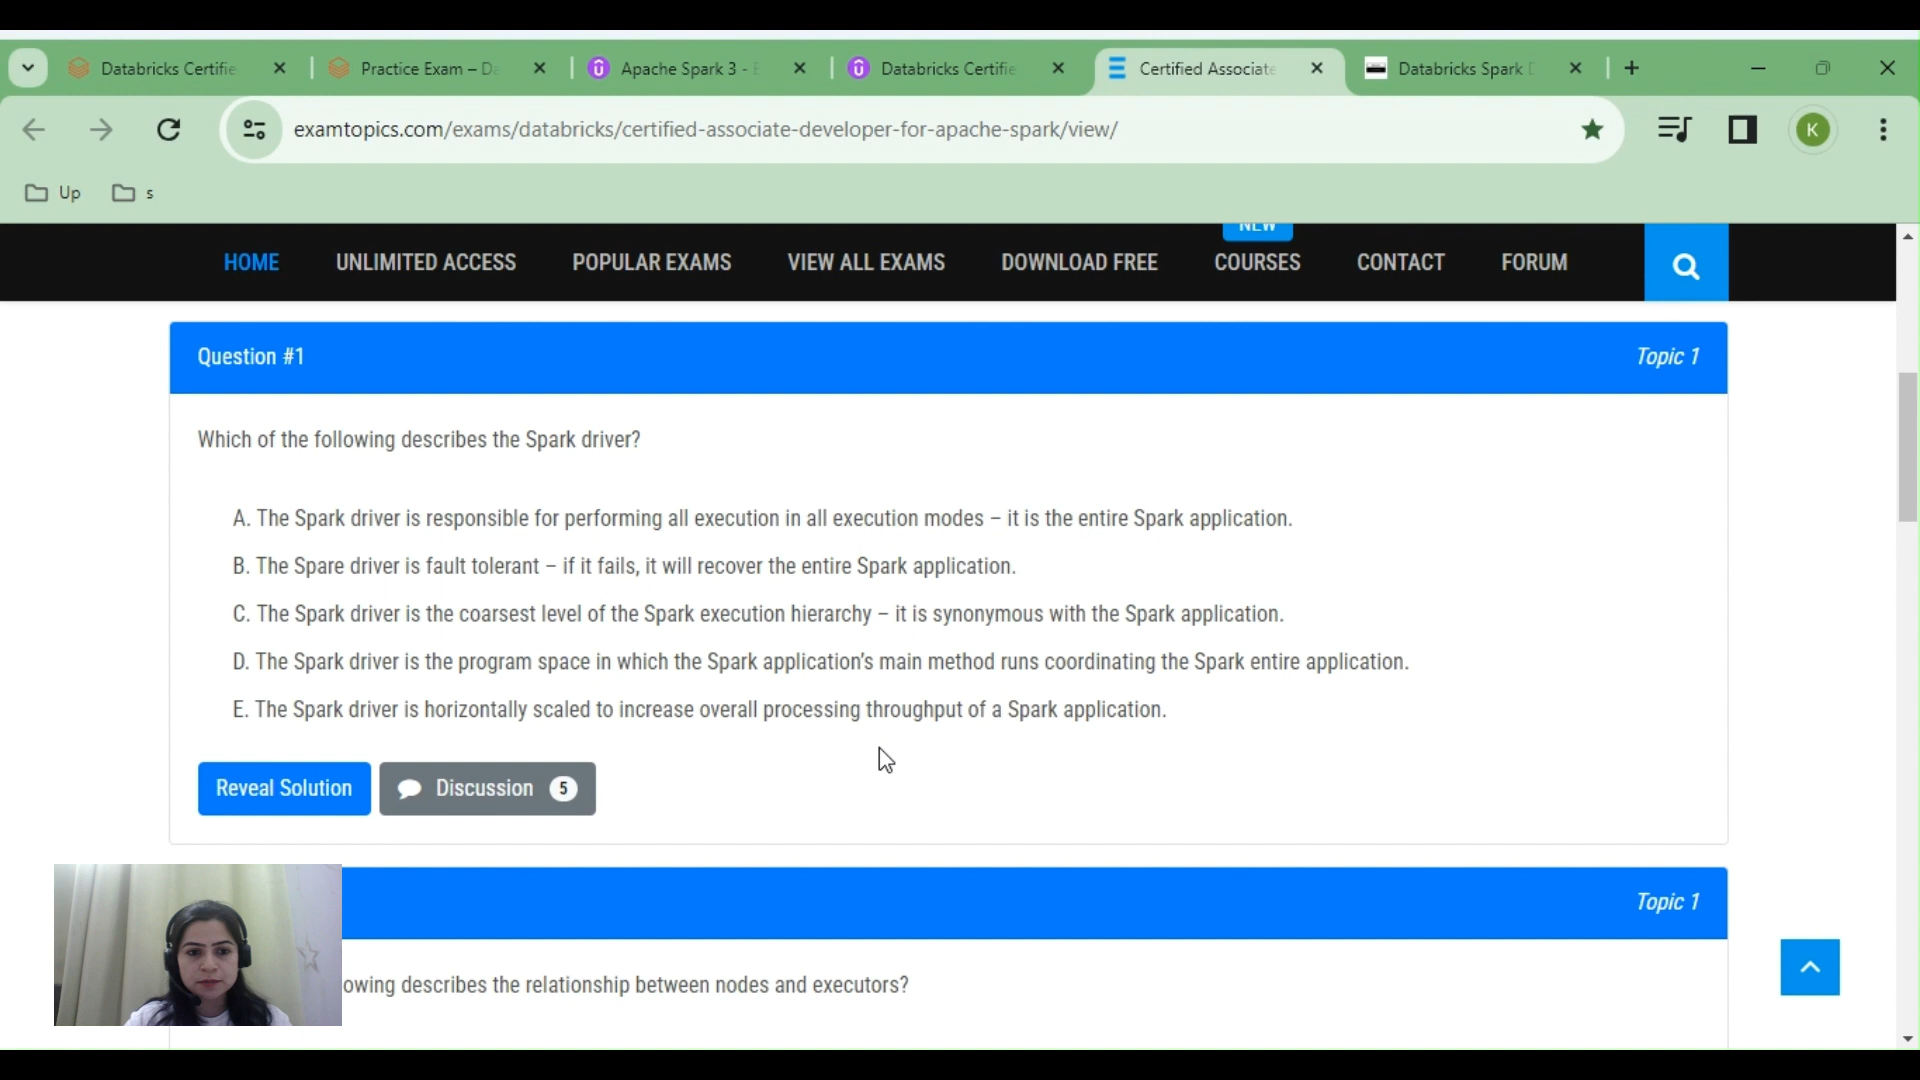 Databricks Certifie
Practice Exam – De
Apache Spark 3 - E
Databricks Certifie
Certified Associate
Databricks Spark D
examtopics.com/exams/databricks/certified-associate-developer-for-apache-spark/view/
K
Up
s
NEW
HOME
UNLIMITED ACCESS
POPULAR EXAMS
VIEW ALL EXAMS
DOWNLOAD FREE
COURSES
CONTACT
FORUM
Question #1
Topic 1
Which of the following describes the Spark driver?
A. The Spark driver is responsible for performing all execution in all execution modes – it is the entire Spark application.
B. The Spare driver is fault tolerant – if it fails, it will recover the entire Spark application.
C. The Spark driver is the coarsest level of the Spark execution hierarchy – it is synonymous with the Spark application.
D. The Spark driver is the program space in which the Spark application's main method runs coordinating the Spark entire application.
E. The Spark driver is horizontally scaled to increase overall processing throughput of a Spark application.
Reveal Solution
Discussion 5
Topic 1
owing describes the relationship between nodes and executors?